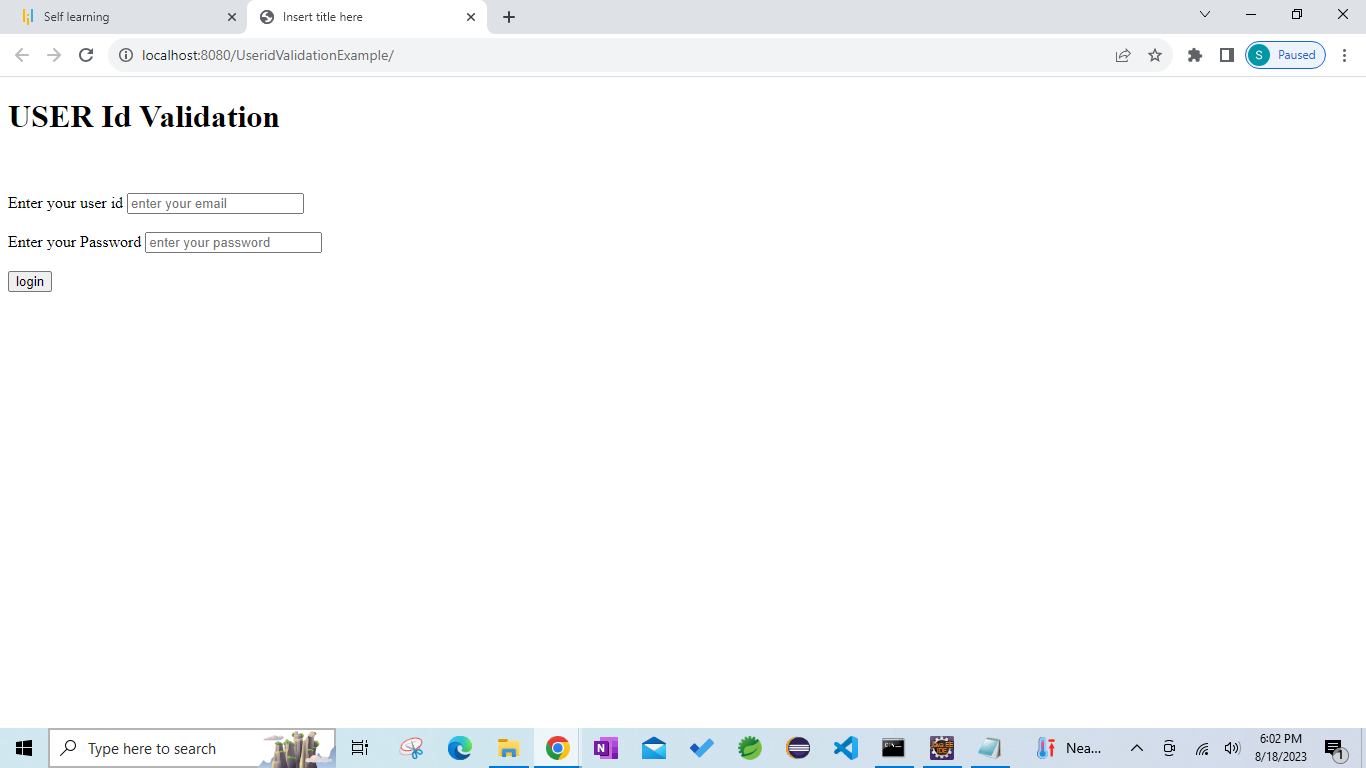 Self learning
Insert title here
localhost:8080/UseridValidationExample/
S Paused
USER Id Validation
Enter your user id enter your email
Enter your Password enter your password
login
Type here to search
Nea...
6:02 PM
8/18/2023
1